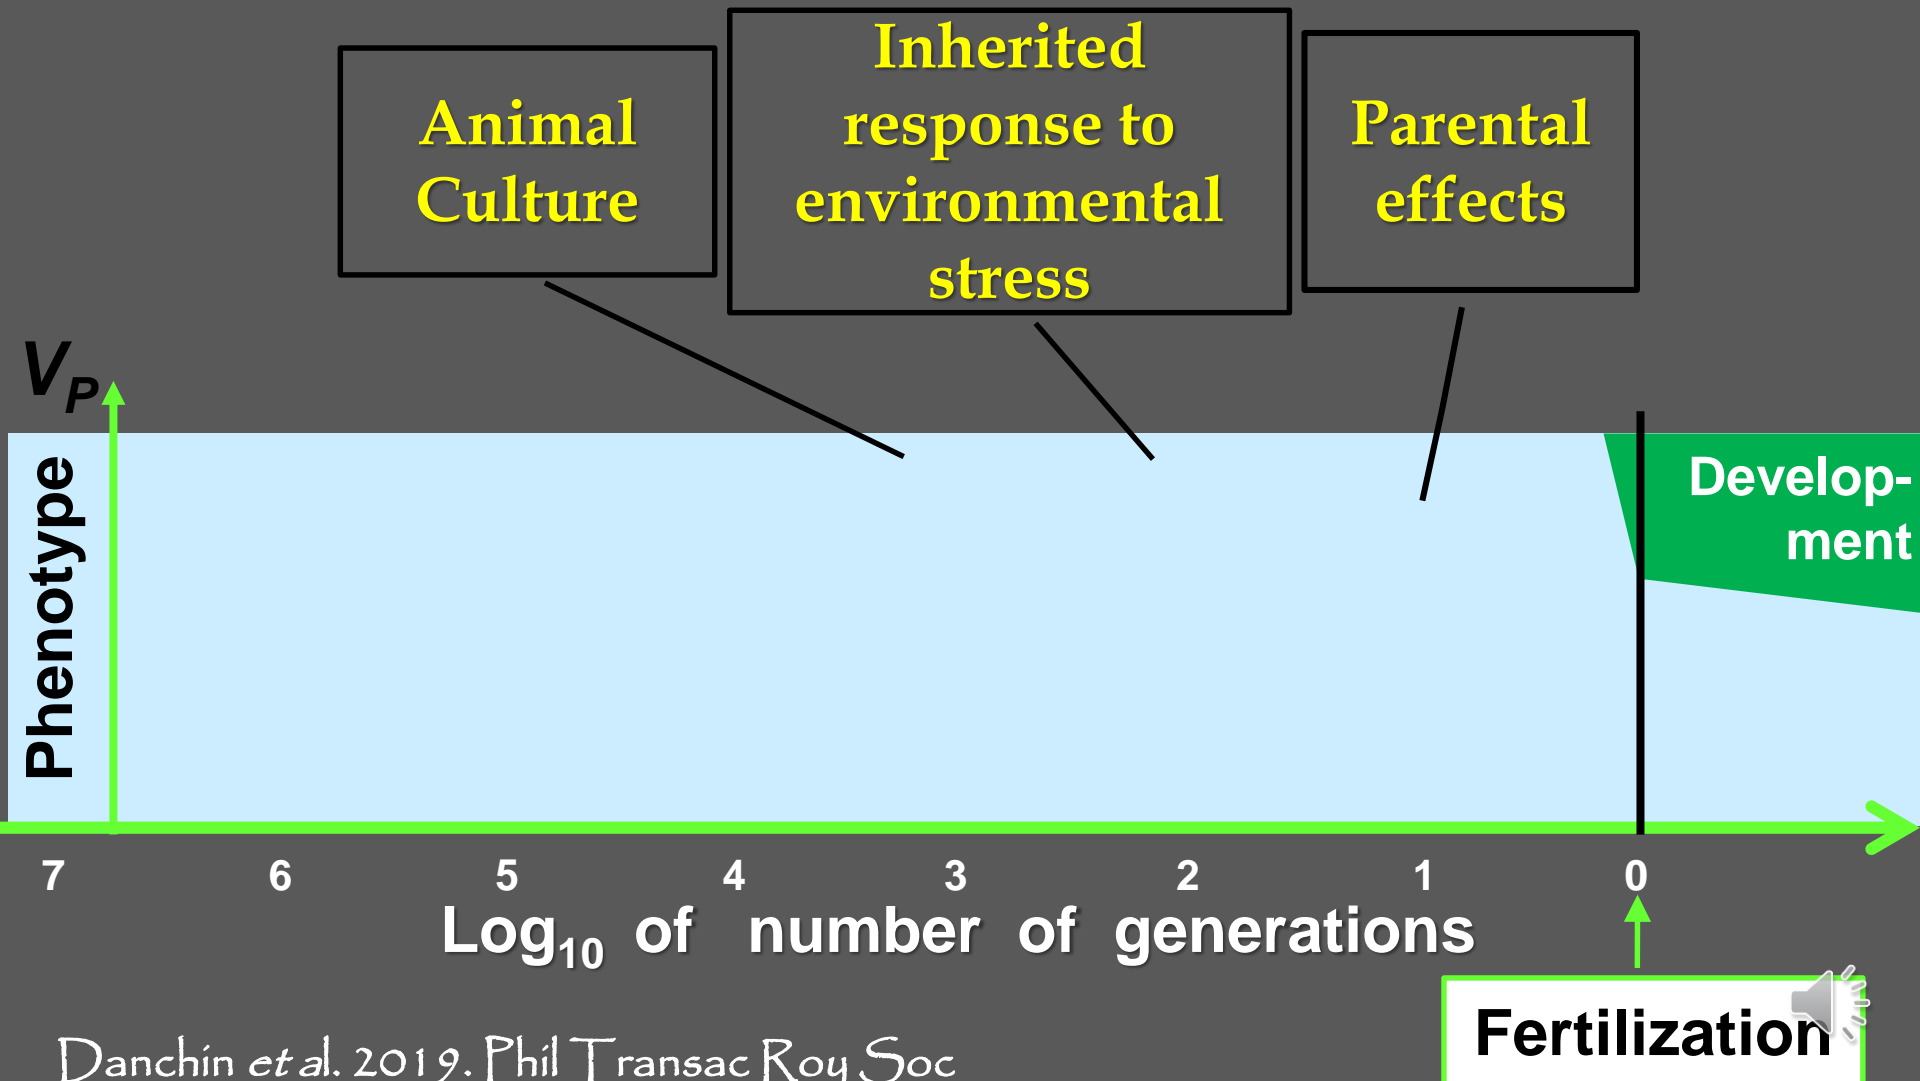 Animal
Culture
Inherited
response to
environmental
stress
Parental
effects
VP
Phenotype
Develop-
ment
7 6 5 4 3 2 1 0
Log10 of number of generations
Fertilization
Danchin et al. 2019. Phil Transac Roy Soc